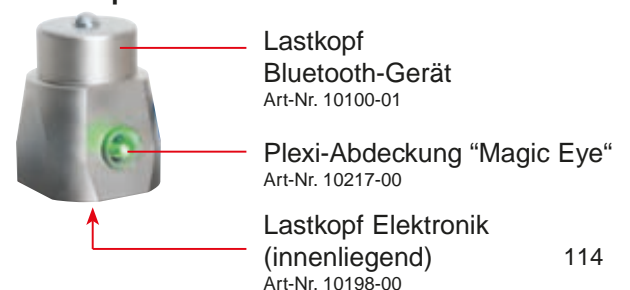 Lastkopf
Bluetooth-Gerät
Art-Nr. 10100-01
Plexi-Abdeckung “Magic Eye“
Art-Nr. 10217-00
Lastkopf Elektronik
(innenliegend) 114
Art-Nr. 10198-00